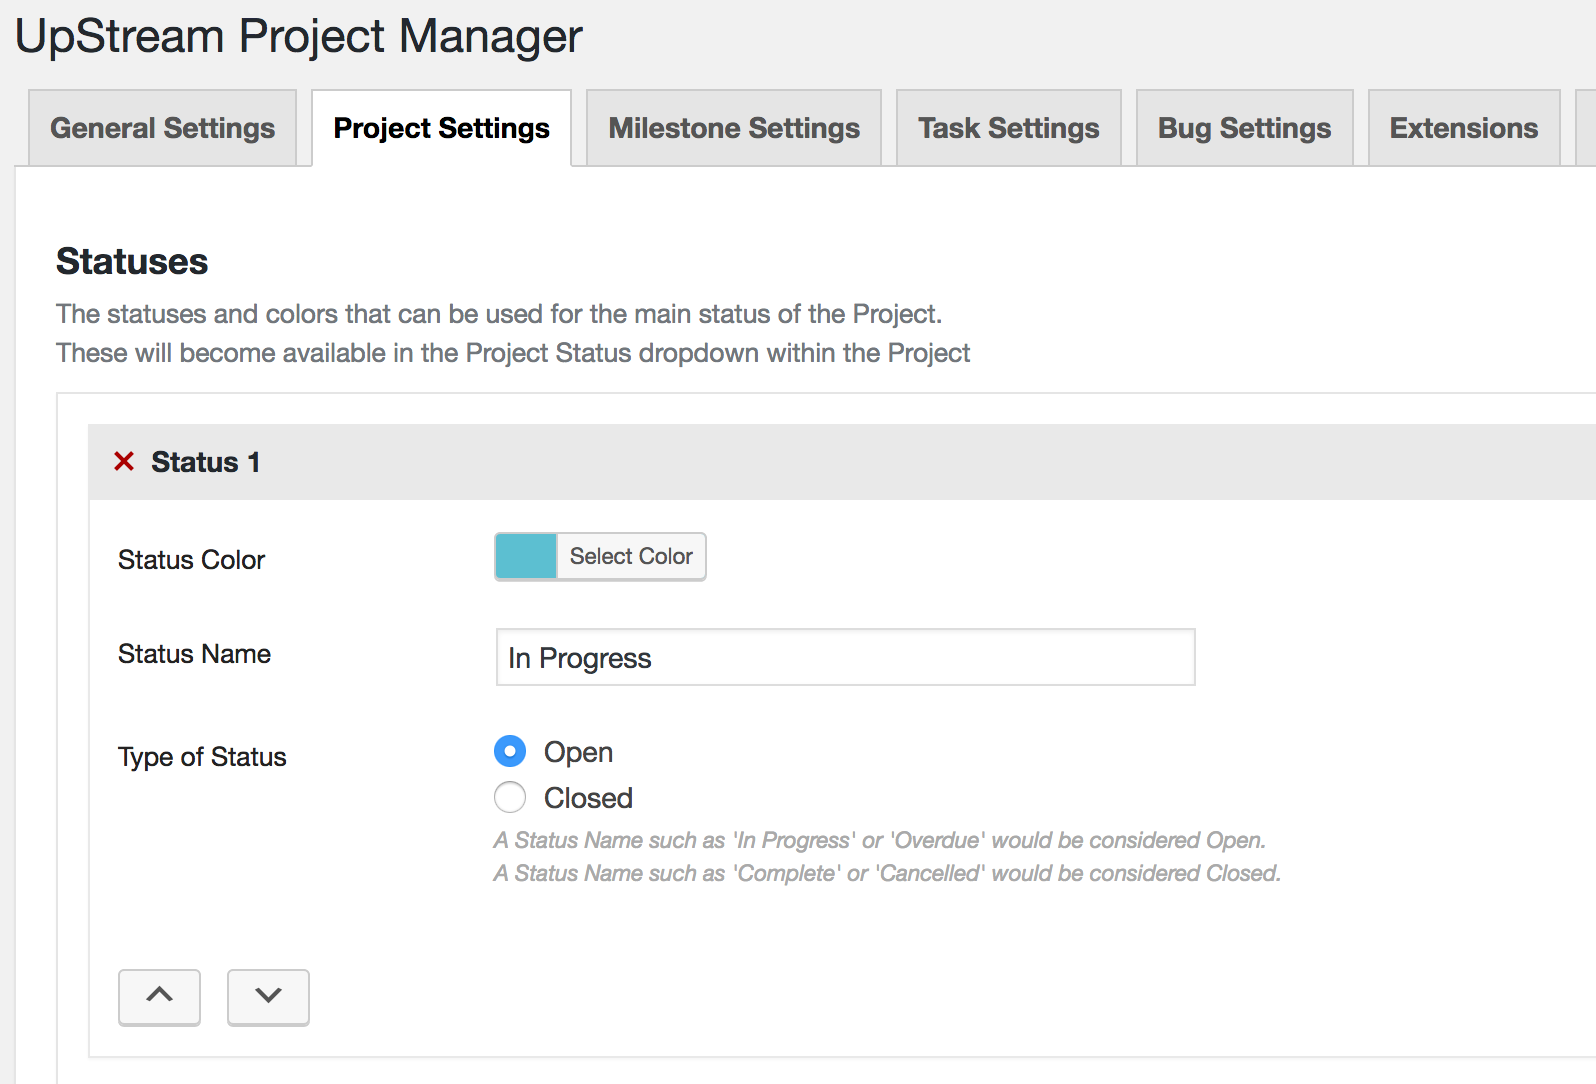 UpStream Project Manager
General Settings Project Settings Milestone Settings Task Settings Bug Settings Extensions
Statuses
The statuses and colors that can be used for the main status of the Project.
These will become available in the Project Status dropdown within the Project
Status 1
Status Color Select Color
Status Name In Progress
Type of Status Open
Closed
A Status Name such as 'In Progress' or 'Overdue' would be considered Open.
A Status Name such as 'Complete' or 'Cancelled' would be considered Closed.